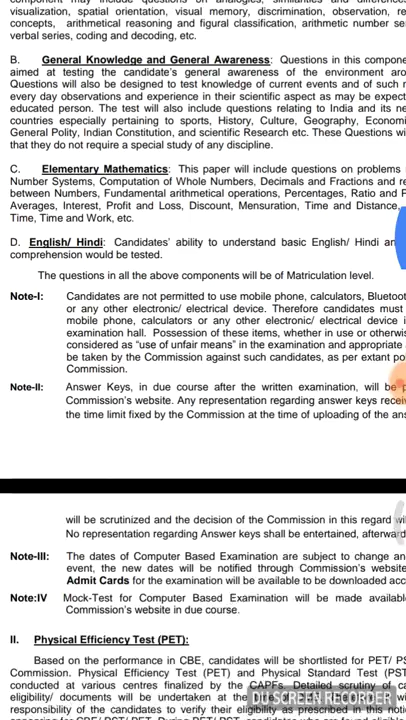 component may include questions on analogies, similarities and differences
visualization, spatial orientation, visual memory, discrimination, observation, re
concepts, arithmetical reasoning and figural classification, arithmetic number se
verbal series, coding and decoding, etc.
B. General Knowledge and General Awareness: Questions in this compone
aimed at testing the candidate's general awareness of the environment aro
Questions will also be designed to test knowledge of current events and of such r
every day observations and experience in their scientific aspect as may be expect
educated person. The test will also include questions relating to India and its ne
countries especially pertaining to sports, History, Culture, Geography, Economi
General Polity, Indian Constitution, and scientific Research etc. These Questions wi
that they do not require a special study of any discipline.
C. Elementary Mathematics: This paper will include questions on problems
Number Systems, Computation of Whole Numbers, Decimals and Fractions and re
between Numbers, Fundamental arithmetical operations, Percentages, Ratio and P
Averages, Interest, Profit and Loss, Discount, Mensuration, Time and Distance,
Time, Time and Work, etc.
D. English/ Hindi: Candidates' ability to understand basic English/ Hindi an
comprehension would be tested.
The questions in all the above components will be of Matriculation level.
Note-I: Candidates are not permitted to use mobile phone, calculators, Bluetoot
or any other electronic/ electrical device. Therefore candidates must
mobile phone, calculators or any other electronic/ electrical device i
examination hall. Possession of these items, whether in use or otherwis
considered as "use of unfair means" in the examination and appropriate
be taken by the Commission against such candidates, as per extant po
Commission.
Note-II: Answer Keys, in due course after the written examination, will be p
Commission's website. Any representation regarding answer keys recei
the time limit fixed by the Commission at the time of uploading of the ans
will be scrutinized and the decision of the Commission in this regard wi
No representation regarding Answer keys shall be entertained, afterward
Note-III: The dates of Computer Based Examination are subject to change an
event, the new dates will be notified through Commission's website
Admit Cards for the examination will be available to be downloaded acc
Note:IV Mock-Test for Computer Based Examination will be made availabl
Commission's website in due course.
II. Physical Efficiency Test (PET):
Based on the performance in CBE, candidates will be shortlisted for PET/ PS
Commission. Physical Efficiency Test (PET) and Physical Standard Test (PST
conducted at various centres finalized by the CAPFs. Detailed scrutiny of ca
eligibility/ documents will be undertaken at the
DU SCREEN RECORDER
responsibility of the candidates to verify their eligibility as prescribed in this noti